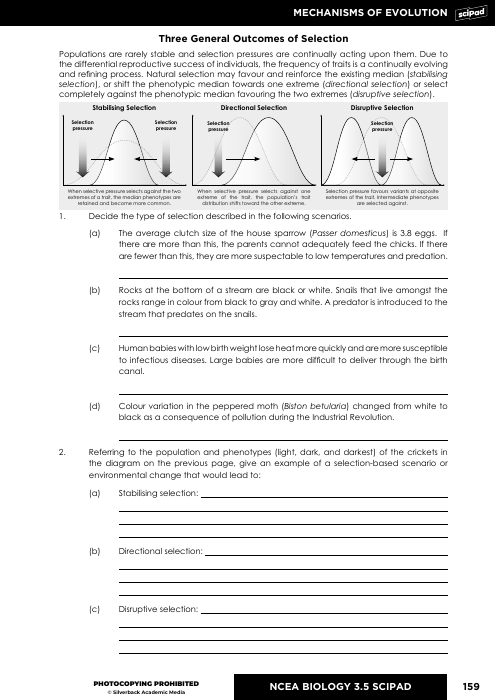 MECHANISMS OF EVOLUTION scipad
Three General Outcomes of Selection
Populations are rarely stable and selection pressures are continually acting upon them. Due to
the differential reproductive success of individuals, the frequency of traits is a continually evolving
and refining process. Natural selection may favour and reinforce the existing median (stabilising
selection), or shift the phenotypic median towards one extreme (directional selection) or select
completely against the phenotypic median favouring the two extremes (disruptive selection).
Stabilising Selection
Selection
pressure
Selection
pressure
When selective pressure selects against the two
extremes of a trait, the median phenotypes are
retained and become more common.
Directional Selection
Selection
pressure
When selective pressure selects against one
extreme of the trait, the population's trait
distribution shifts toward the other extreme.
Disruptive Selection
Selection
pressure
Selection pressure favours variants at opposite
extremes of the trait. Intermediate phenotypes
are selected against.
1. Decide the type of selection described in the following scenarios.
(a) The average clutch size of the house sparrow (Passer domesticus) is 3.8 eggs. If
there are more than this, the parents cannot adequately feed the chicks. If there
are fewer than this, they are more suspectable to low temperatures and predation.
(b) Rocks at the bottom of a stream are black or white. Snails that live amongst the
rocks range in colour from black to gray and white. A predator is introduced to the
stream that predates on the snails.
(c) Human babies with low birth weight lose heat more quickly and are more susceptible
to infectious diseases. Large babies are more difficult to deliver through the birth
canal.
(d) Colour variation in the peppered moth (Biston betularia) changed from white to
black as a consequence of pollution during the Industrial Revolution.
2. Referring to the population and phenotypes (light, dark, and darkest) of the crickets in
the diagram on the previous page, give an example of a selection-based scenario or
environmental change that would lead to:
(a) Stabilising selection:
(b) Directional selection:
(c) Disruptive selection:
PHOTOCOPYING PROHIBITED
© Silverback Academic Media
NCEA BIOLOGY 3.5 SCIPAD
159